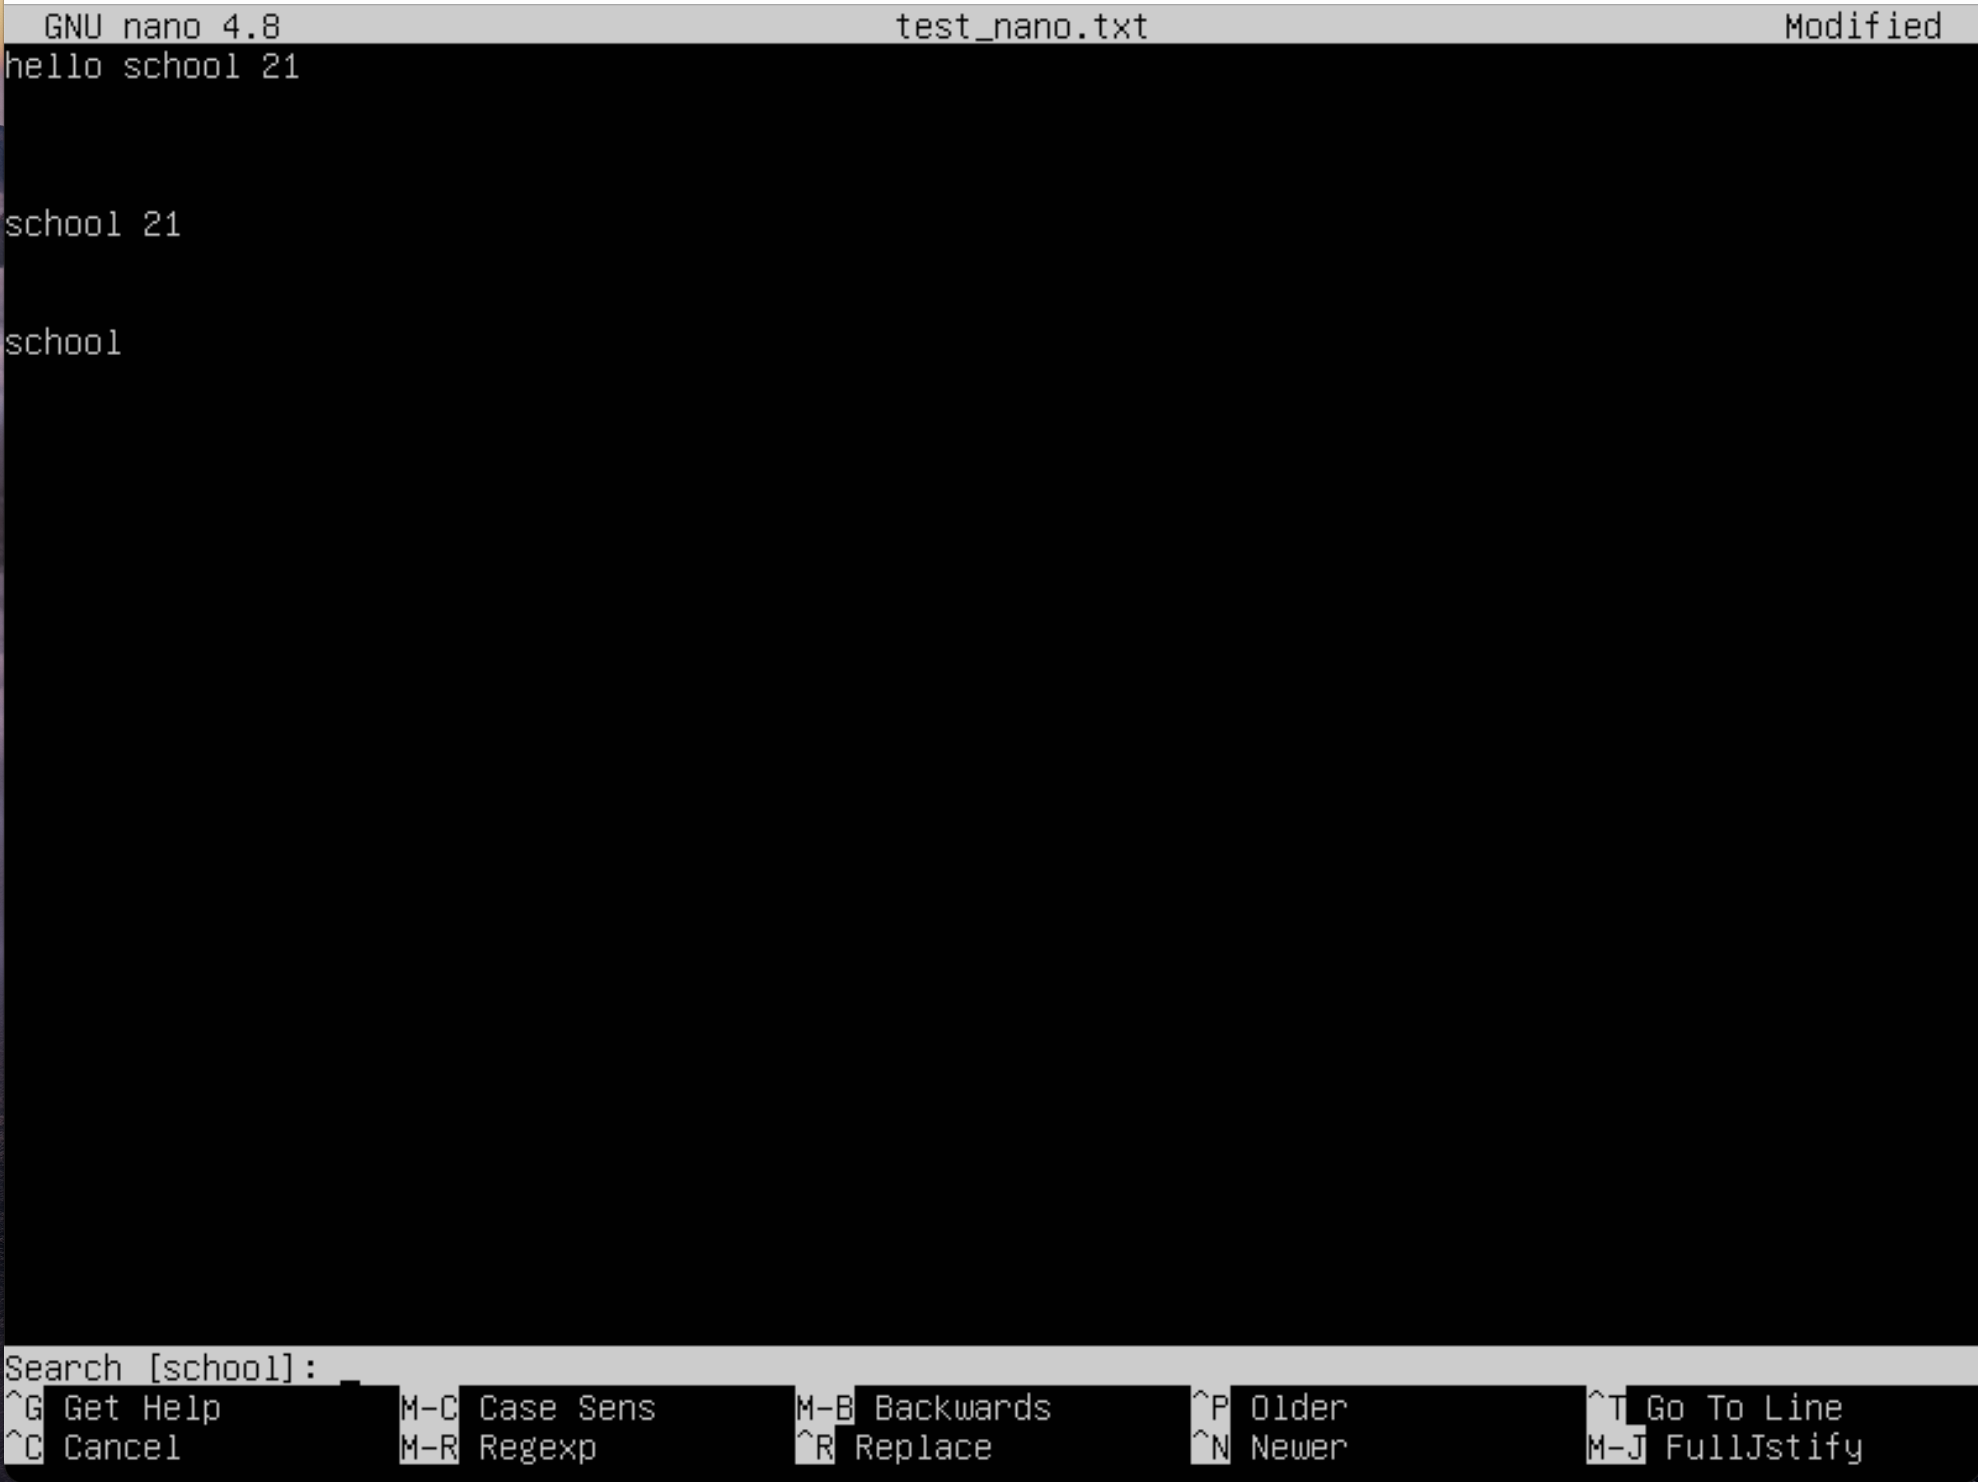 GNU nano 4.8 test_nano.txt Modified
hello school 21
school 21
school
Search [school]: _
^G Get Help M-C Case Sens M-B Backwards ^P Older ^T Go To Line
^C Cancel M-R Regexp ^R Replace ^N Newer M-J FullJstify